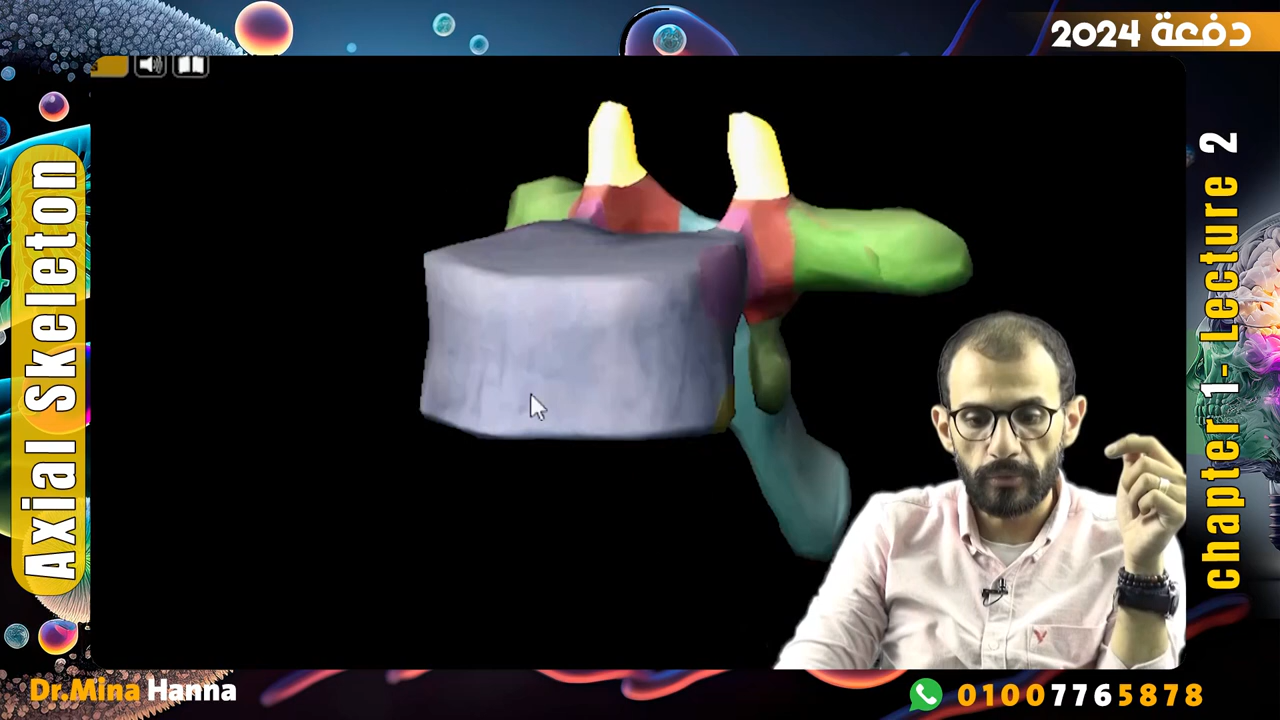 دفعة 2024
Axial Skeleton
chapter 1- Lecture 2
Dr.Mina Hanna
01007765878